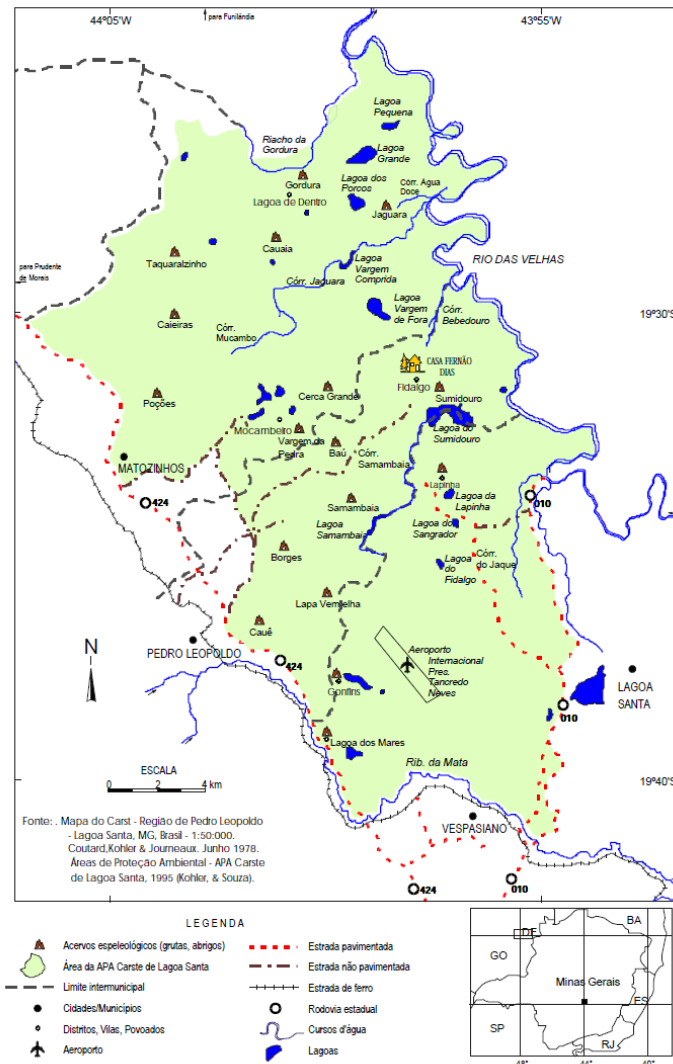 44°05'
para Funilândia
43°55'
Lagoa
Pequena
Riacho da
Gordura
Lagoa
Grande
Gordura
Lagoa dos
Porcos
Córr. Agua
Doce
Lagoa de Dentro
Jaguara
Cauaia
Taquaralzinho
Lagoa
Vargem
Comprida
RIO DAS VELHAS
para Prudente
de Morais
Córr. Jaguara
Lagoa
Vargem
de Fora
Córr.
Bebedouro
19°30'S
Caieiras
Córr.
Mucambo
CASA FERNÃO
DIAS
Fidalgo
Poções
Cerca Grande
Sumidouro
Mocambeiro
Vargem da
Pedra
Baú
Lagoa do
Sumidouro
Córr.
Samambaia
MATOZINHOS
Lapinha
424
Samambaia
Lagoa da
Lapinha
010
Lagoa
Samambaia
Lagoa do
Sangrador
Borges
Lagoa
do
Fidalgo
Córr.
do Jaque
Lapa Vermelha
Cauê
N
PEDRO LEOPOLDO
424
Aeroporto
Internacional
Pres.
Tancredo
Neves
LAGOA
SANTA
Confins
010
Lagoa dos Mares
ESCALA
0 2 4 km
Rib. da Mata
19°40'S
Fonte: . Mapa do Carst - Região de Pedro Leopoldo
- Lagoa Santa, MG, Brasil - 1:50:000.
Coutard,Kohler & Journeaux. Junho 1978.
Áreas de Proteção Ambiental - APA Carste
de Lagoa Santa, 1995 (Kohler, & Souza).
VESPASIANO
424
010
LEGENDA
Acervos espeleológicos (grutas, abrigos)
Área da APA Carste de Lagoa Santa
Limite intermunicipal
Cidades/Municípios
Distritos, Vilas, Povoados
Aeroporto
Estrada pavimentada
Estrada não pavimentada
Estrada de ferro
Rodovia estadual
Cursos d'água
Lagoas
DF
BA
GO
Minas Gerais
ES
SP
RJ